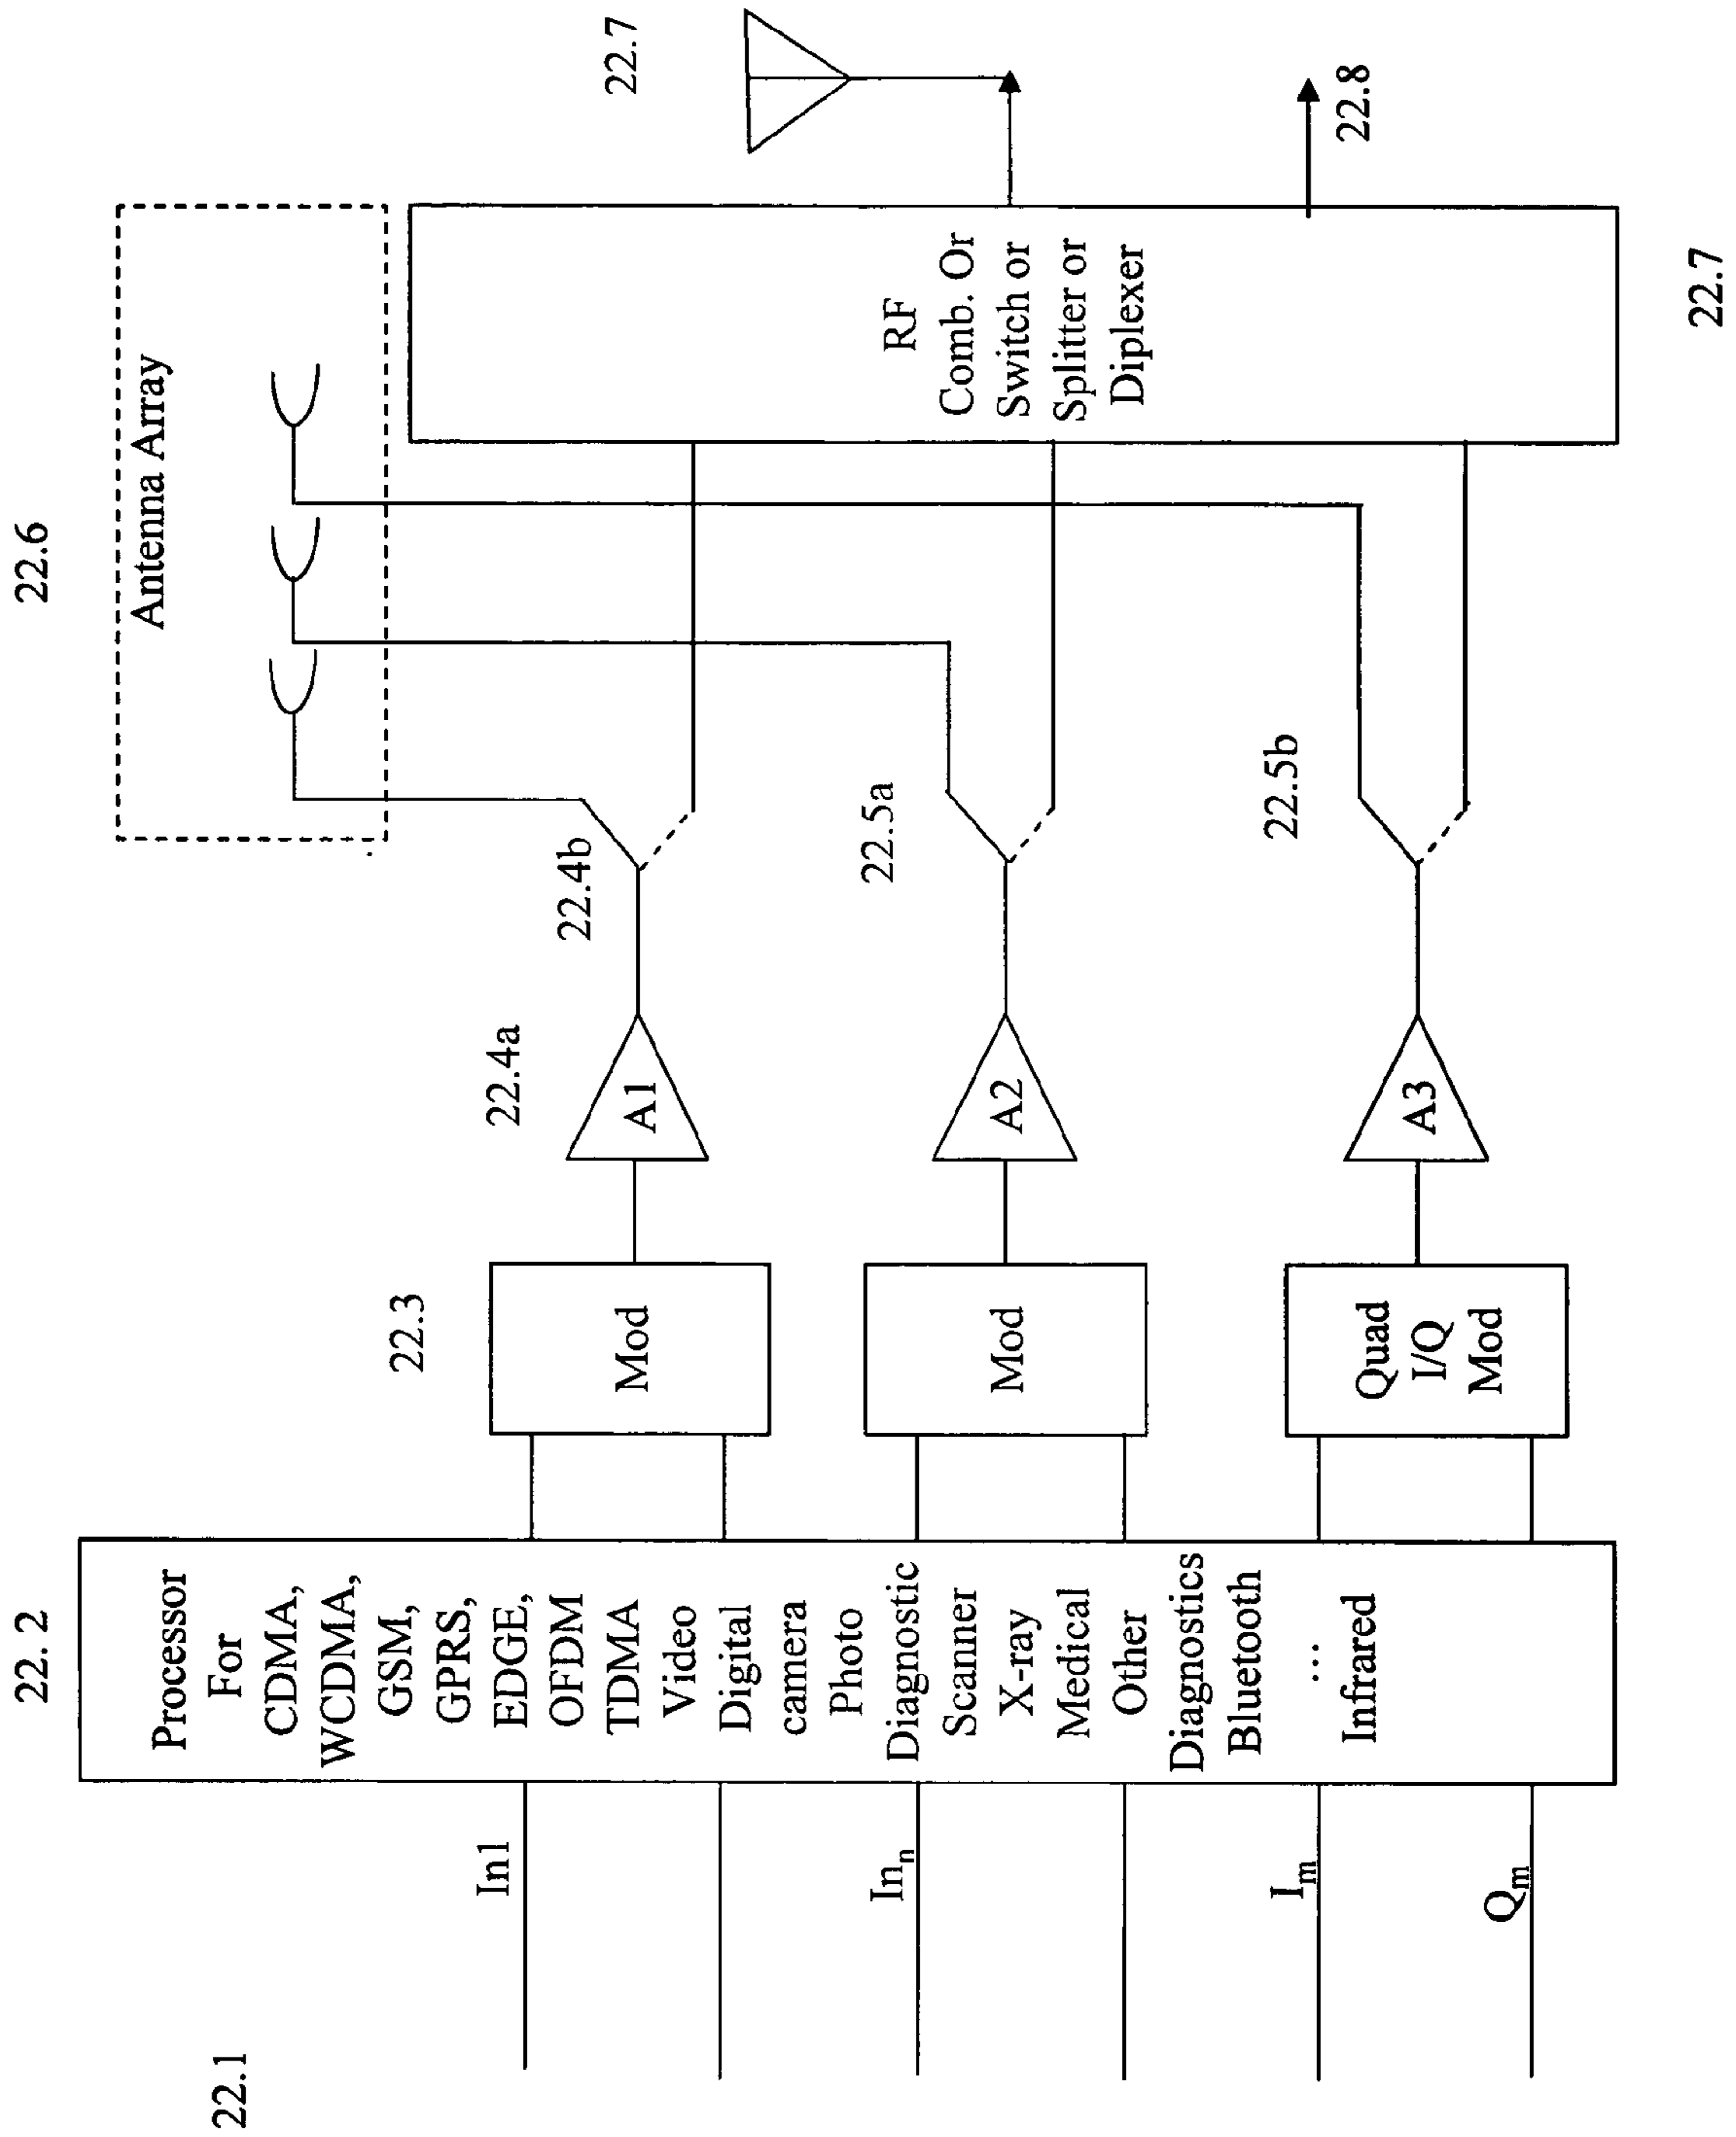 22.1
22. 2
Processor
For
CDMA,
WCDMA,
GSM,
GPRS,
EDGE,
OFDM
TDMA
Video
Digital
camera
Photo
Diagnostic
Scanner
X-ray
Medical
Other
Diagnostics
Bluetooth
...
Infrared
In1
Inₙ
Iₘ
Qₘ
22.3
Mod
Mod
Quad
I/Q
Mod
22.4a
A1
A2
A3
22.4b
22.5a
22.5b
22.6
Antenna Array
RF
Comb. Or
Switch or
Splitter or
Diplexer
22.7
22.7
22.8